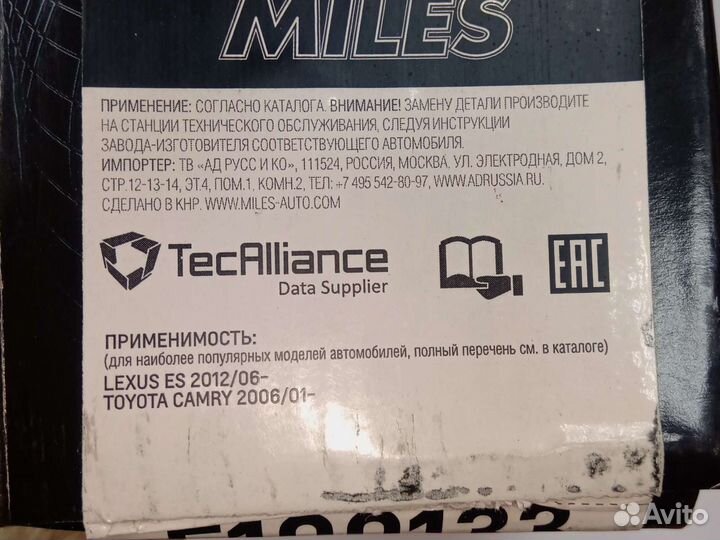 MILES
ПРИМЕНЕНИЕ: СОГЛАСНО КАТАЛОГА. ВНИМАНИЕ! ЗАМЕНУ ДЕТАЛИ ПРОИЗВОДИТЕ
НА СТАНЦИИ ТЕХНИЧЕСКОГО ОБСЛУЖИВАНИЯ, СЛЕДУЯ ИНСТРУКЦИИ
ЗАВОДА-ИЗГОТОВИТЕЛЯ СООТВЕТСТВУЮЩЕГО АВТОМОБИЛЯ.
ИМПОРТЕР: ТВ «АД РУСС И КО», 111524, РОССИЯ, МОСКВА, УЛ. ЭЛЕКТРОДНАЯ, ДОМ 2,
СТР.12-13-14, ЭТ.4, ПОМ.1, КОМН.2, ТЕЛ: +7 495 542-80-97, WWW.ADRUSSIA.RU.
СДЕЛАНО В КНР. WWW.MILES-AUTO.COM
TecAlliance
Data Supplier
EAC
ПРИМЕНИМОСТЬ:
(для наиболее популярных моделей автомобилей, полный перечень см. в каталоге)
LEXUS ES 2012/06-
TOYOTA CAMRY 2006/01-
Avito